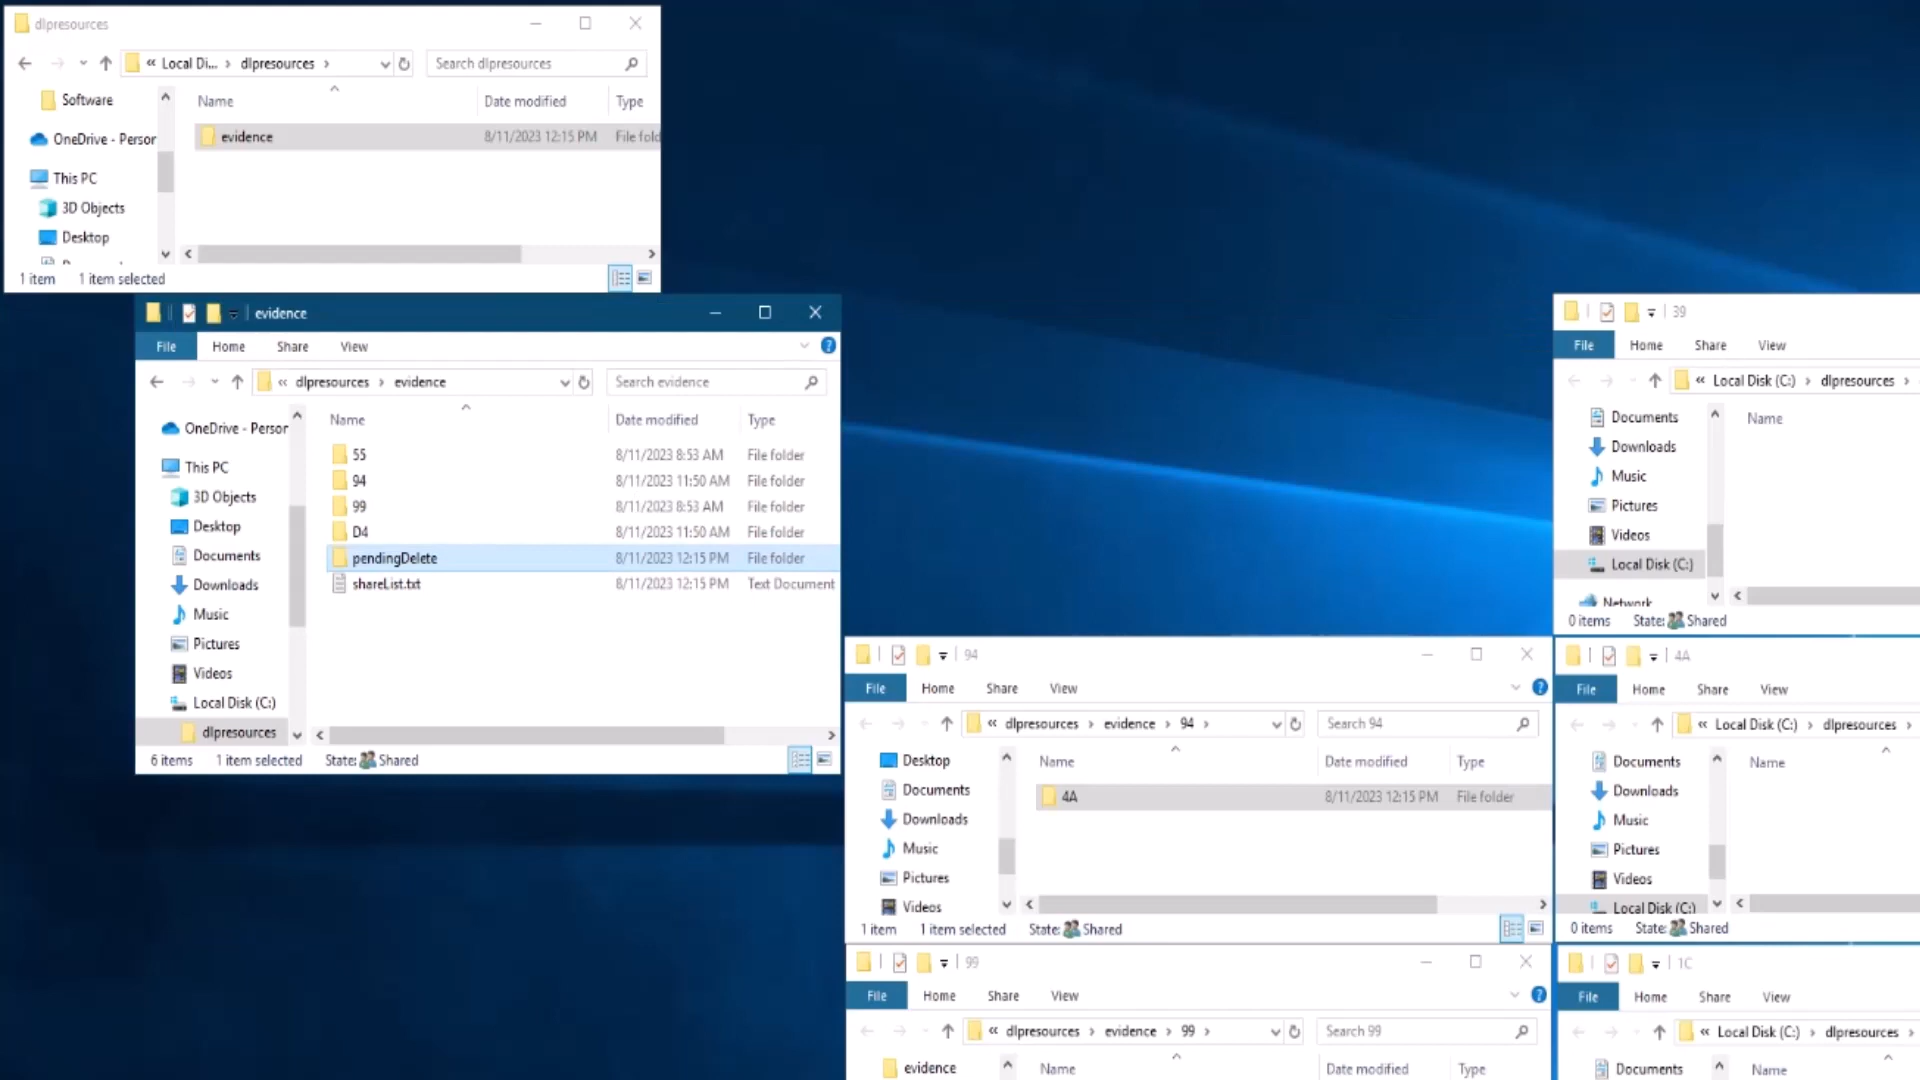 dlpresources
« Local Di... › dlpresources ›
Search dlpresources
Software
OneDrive - Persor
This PC
3D Objects
Desktop
Name Date modified Type
evidence 8/11/2023 12:15 PM File fold
1 item 1 item selected
evidence
File Home Share View
« dlpresources › evidence
Search evidence
OneDrive - Persor
This PC
3D Objects
Desktop
Documents
Downloads
Music
Pictures
Videos
Local Disk (C:)
dlpresources
Name Date modified Type
55 8/11/2023 8:53 AM File folder
94 8/11/2023 11:50 AM File folder
99 8/11/2023 8:53 AM File folder
D4 8/11/2023 11:50 AM File folder
pendingDelete 8/11/2023 12:15 PM File folder
shareList.txt 8/11/2023 12:15 PM Text Document
6 items 1 item selected State: Shared
39
File Home Share View
« Local Disk (C:) › dlpresources ›
Documents
Downloads
Music
Pictures
Videos
Local Disk (C:)
Network
Name
0 items State: Shared
94
File Home Share View
« dlpresources › evidence › 94 ›
Search 94
Desktop
Documents
Downloads
Music
Pictures
Videos
Name Date modified Type
4A 8/11/2023 12:15 PM File folder
1 item 1 item selected State: Shared
4A
File Home Share View
« Local Disk (C:) › dlpresources ›
Documents
Downloads
Music
Pictures
Videos
Local Disk (C:)
Name
0 items State: Shared
99
File Home Share View
« dlpresources › evidence › 99 ›
Search 99
evidence
Name Date modified Type
1C
File Home Share View
« Local Disk (C:) › dlpresources ›
Documents
Name